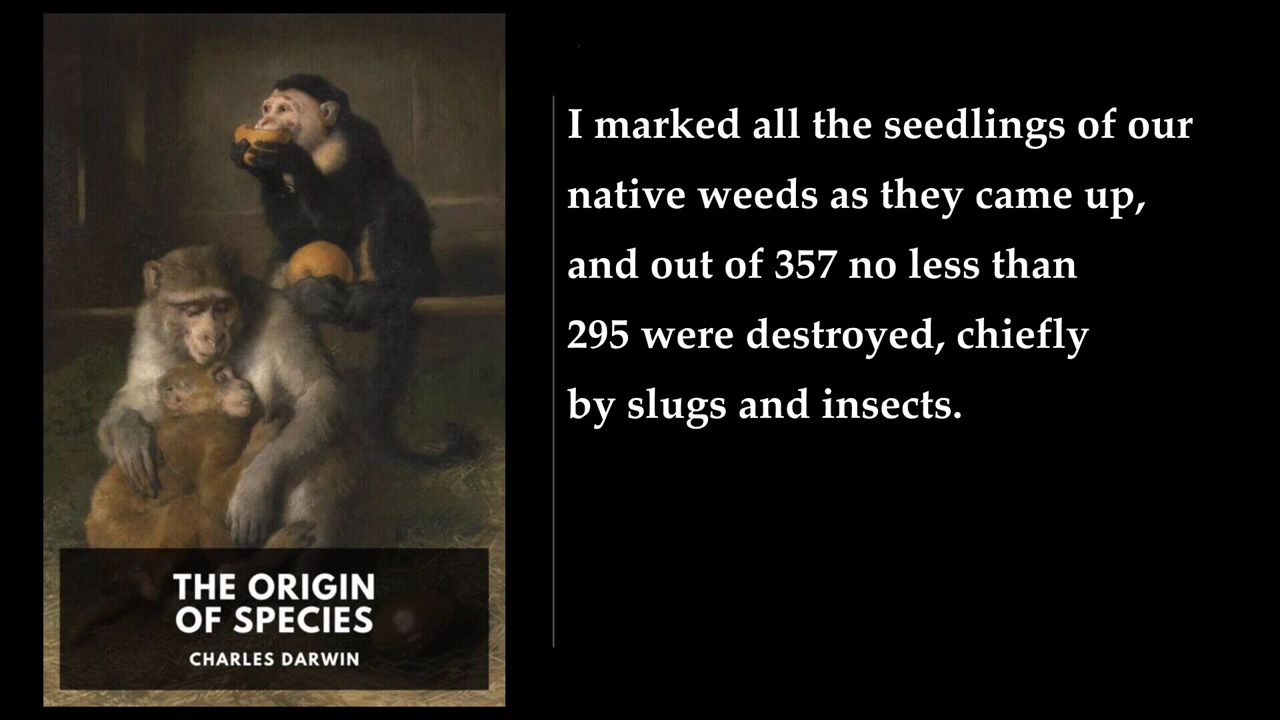 THE ORIGIN
OF SPECIES
CHARLES DARWIN
I marked all the seedlings of our
native weeds as they came up,
and out of 357 no less than
295 were destroyed, chiefly
by slugs and insects.